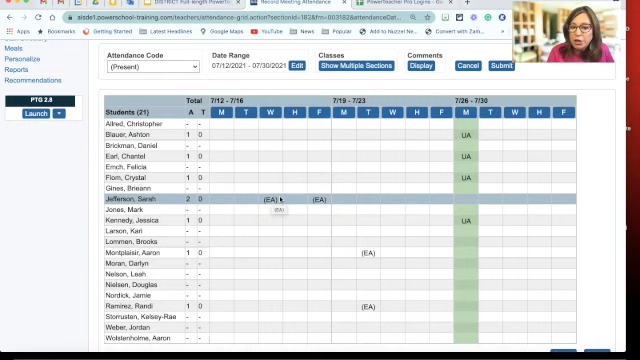 DISTRICT Full-length Powert
Record Meeting Attendance
PowerTeacher Pro Logins
aisde1.powerschool-training.com/teachers/attendance-grid.action?sectionid=182&frn=003182&attendanceDat
Bookmarks
Getting Started
Latest Headlines
Google Maps
YouTube
Add to Nuzzel Ne
Convert with Zam
Meals
Personalize
Recommendations
PTG 2.8
Launch
Attendance Code
(Present)
Date Range
07/12/2021 - 07/30/2021 Edit
Classes
Show Multiple Sections
Comments
Display
Cancel
Submit
Total 7/12 - 7/16 7/19 - 7/23 7/26 - 7/30
Students (21) A T M T W H F M T W H F M T W H F
Allred, Christopher - -
Blauer, Ashton 1 0 UA
Brickman, Daniel - -
Earl, Chantel 1 0 UA
Emch, Felicia - -
Flom, Crystal 1 0 UA
Gines, Brieann - -
Jefferson, Sarah 2 0 (EA) (EA)
(EA)
Jones, Mark - -
Kennedy, Jessica 1 0 UA
Larson, Kari - -
Lommen, Brooks - -
Montplaisir, Aaron 1 0 (EA)
Moran, Darlyn - -
Nelson, Leah - -
Nielsen, Douglas - -
Nordick, Jamie - -
Ramirez, Randi 1 0 (EA)
Storrusten, Kelsey-Rae - -
Weber, Jordan - -
Wolstenholme, Aaron - -